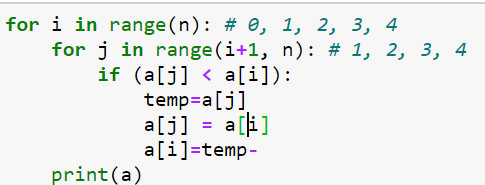 for i in range(n): # 0, 1, 2, 3, 4
    for j in range(i+1, n): # 1, 2, 3, 4
        if (a[j] < a[i]):
            temp=a[j]
            a[j] = a[i]
            a[i]=temp-
    print(a)